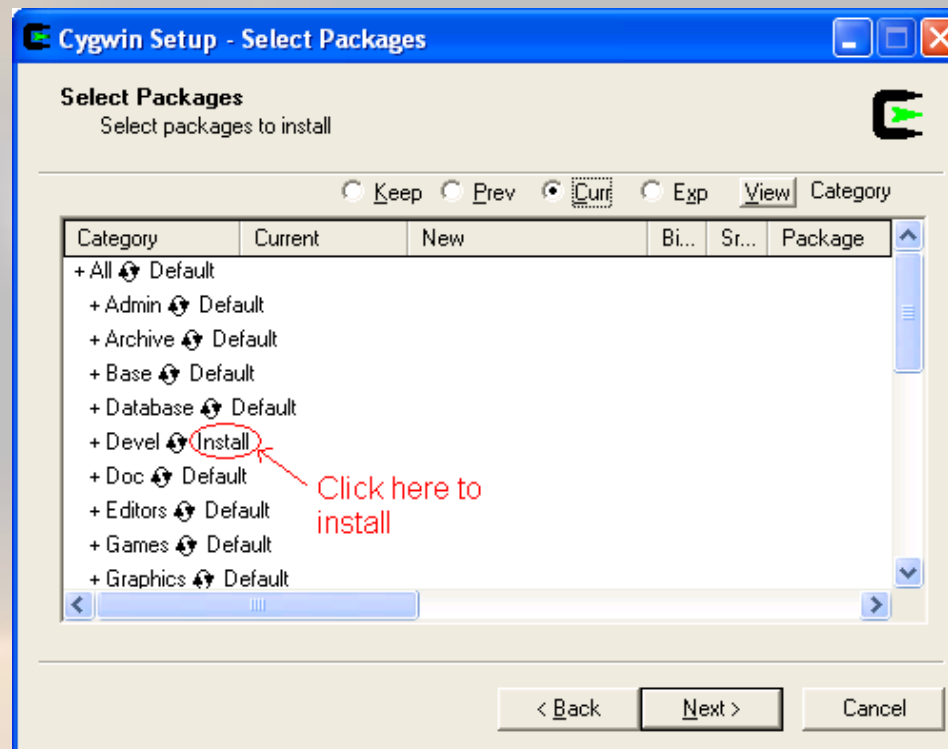 Cygwin Setup - Select Packages
Select Packages
Select packages to install
Keep Prev Curr Exp View Category
Category Current New Bi... Sr... Package
+ All Default
+ Admin Default
+ Archive Default
+ Base Default
+ Database Default
+ Devel Install
+ Doc Default
+ Editors Default
+ Games Default
+ Graphics Default
Click here to
install
< Back Next > Cancel